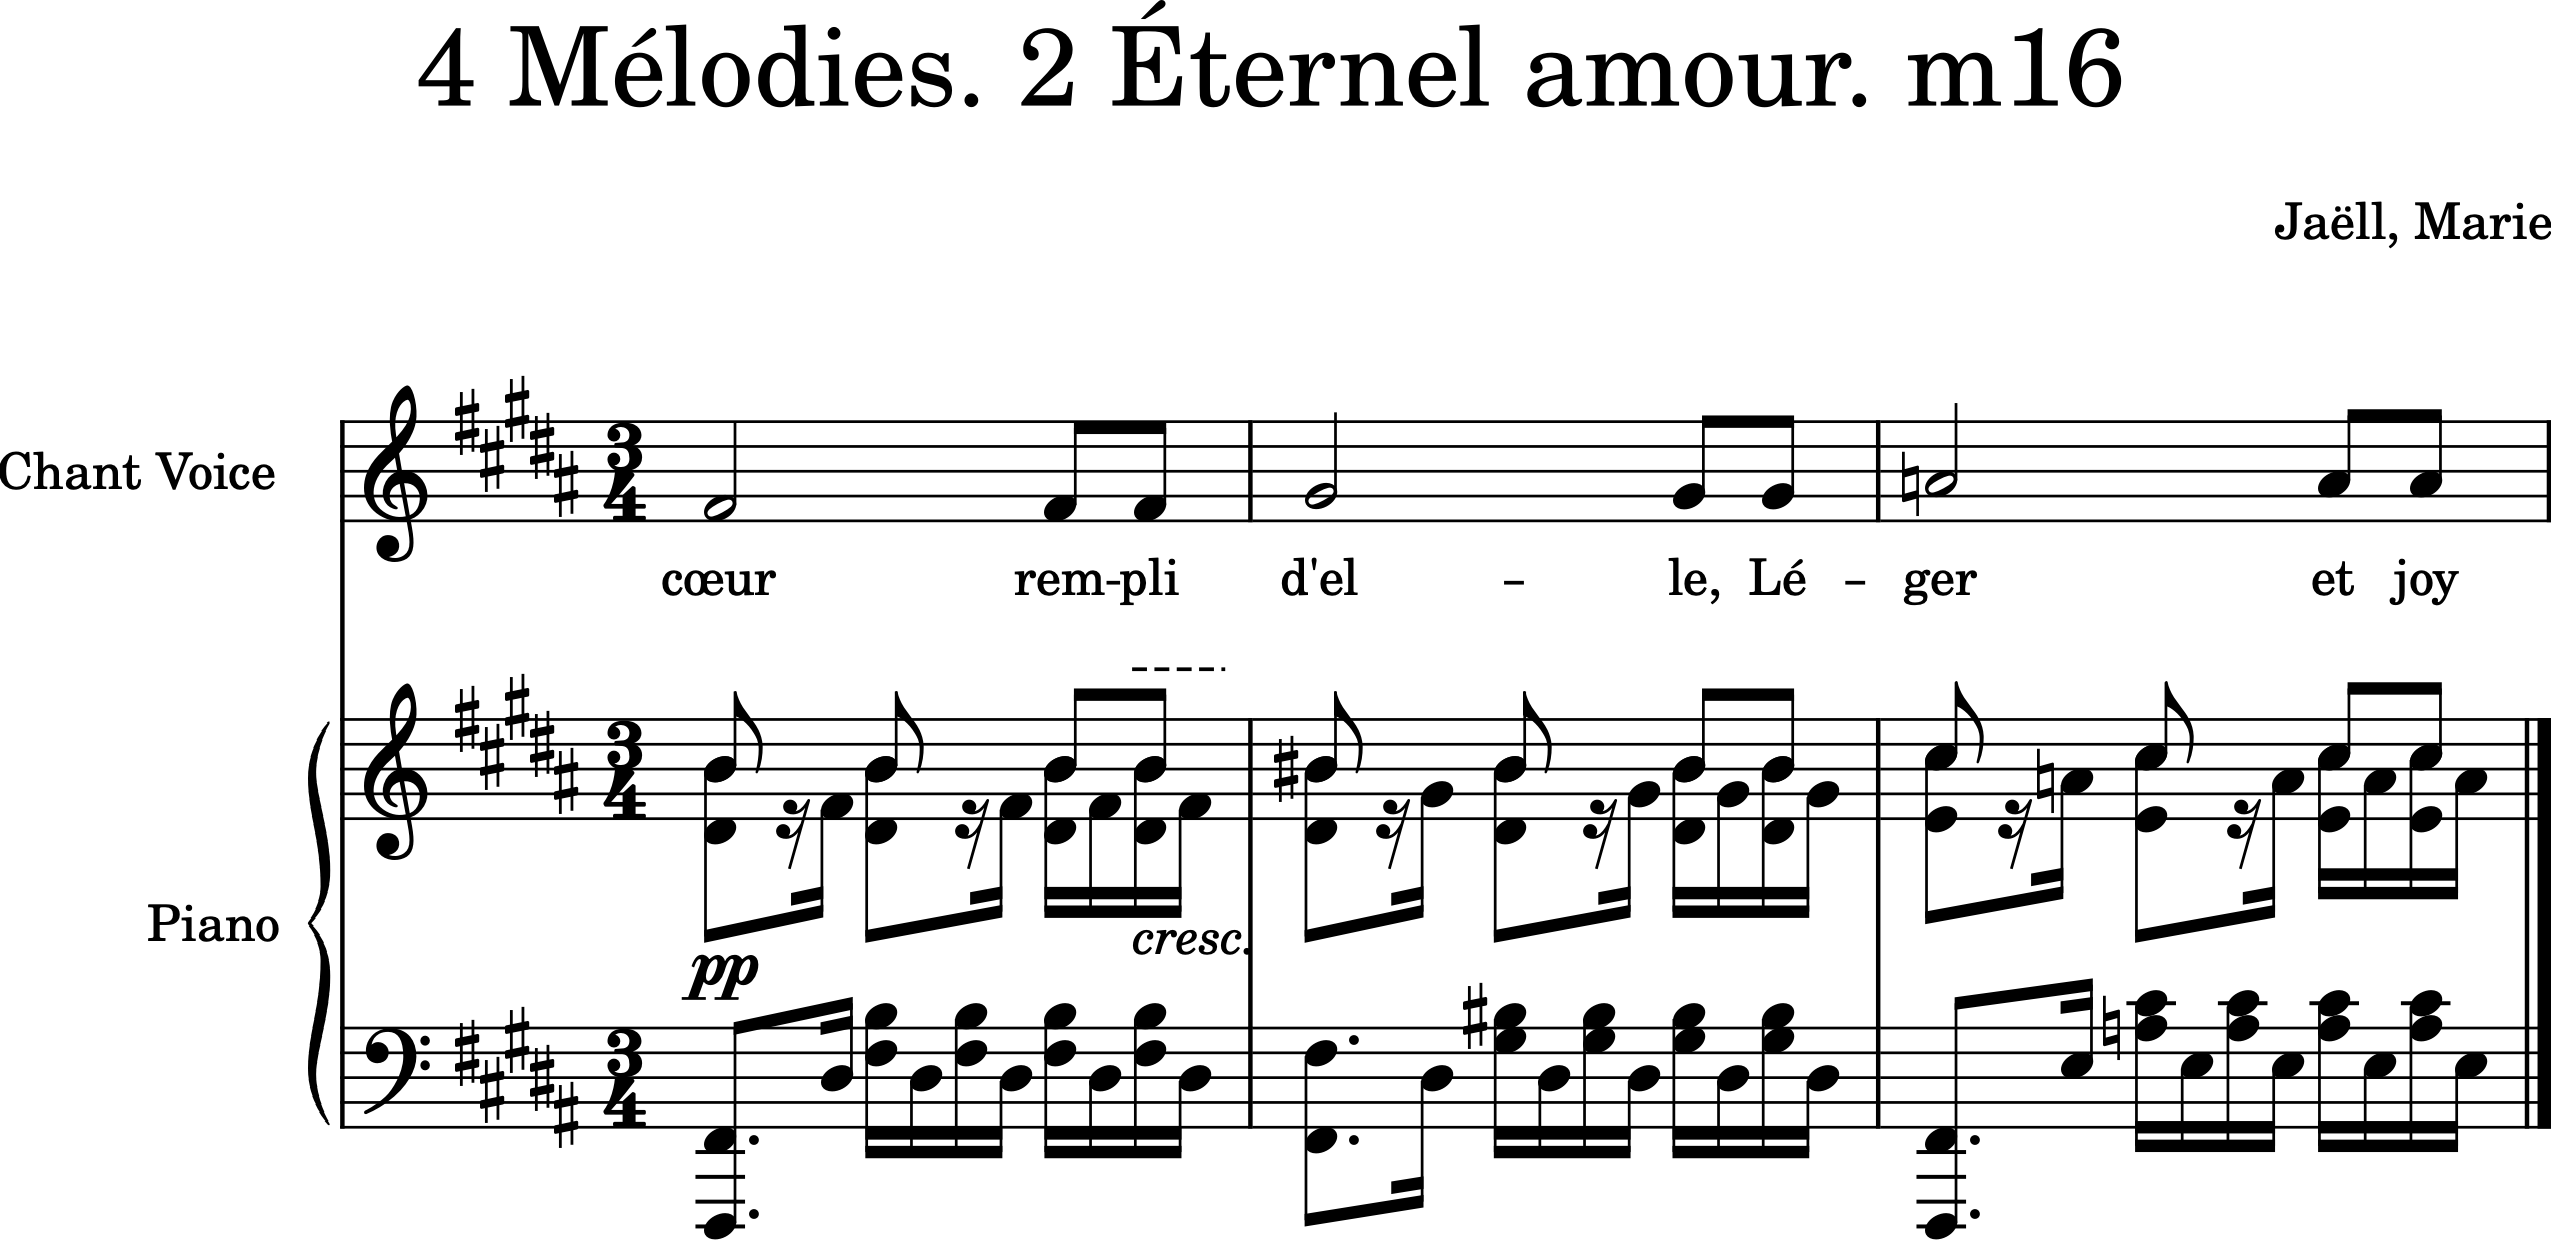 4 Mélodies. 2 Éternel amour. m16
Jaëll, Marie
Chant Voice
cœur rem-pli d'el - le, Lé - ger et joy
Piano
cresc.
pp